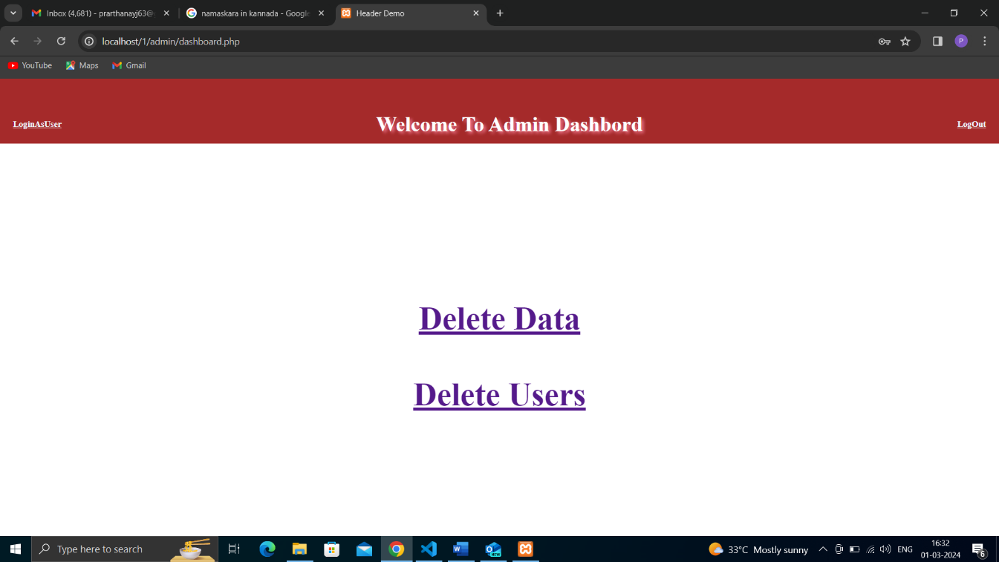 Inbox (4,681) - prarthanayj63@
namaskara in kannada - Google
Header Demo
localhost/1/admin/dashboard.php
P
YouTube
Maps
Gmail
LoginAsUser
Welcome To Admin Dashbord
LogOut
Delete Data
Delete Users
Type here to search
W
NEW
33°C Mostly sunny
ENG
16:32
01-03-2024
6